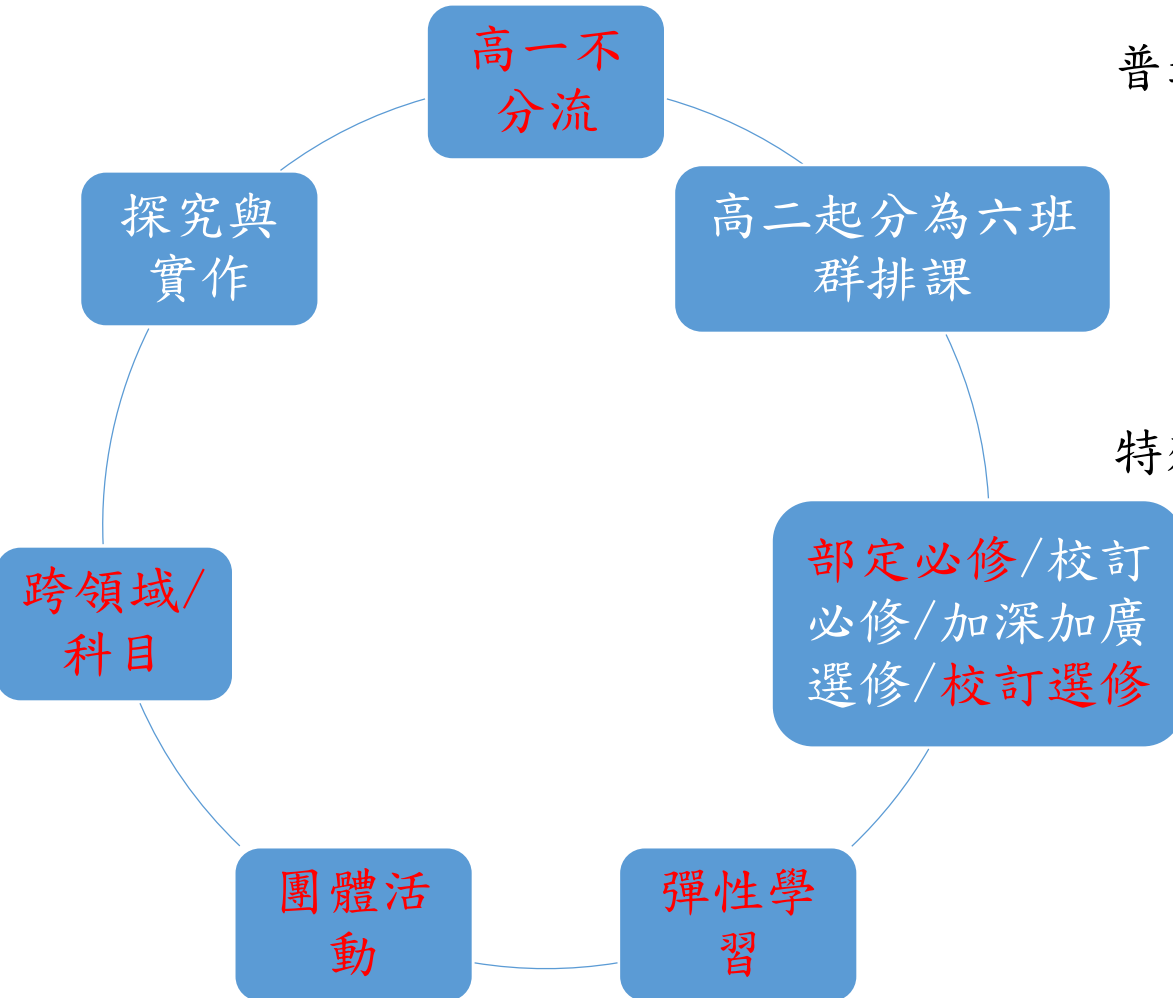 高一不
分流
普
高二起分為六班
群排課
特
部定必修/校訂
必修/加深加廣
選修/校訂選修
彈性學
習
團體活
動
跨領域/
科目
探究與
實作